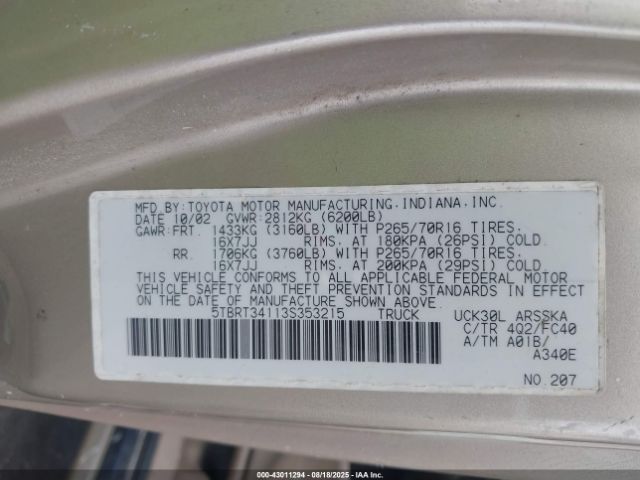 MFD. BY: TOYOTA MOTOR MANUFACTURING, INDIANA, INC.
DATE 10/02 GVWR: 2812KG (6200LB)
GAWR: FRT. 1433KG (3160LB) WITH P265/70R16 TIRES,
16X7JJ RIMS, AT 180KPA (26PSI) COLD.
RR. 1706KG (3760LB) WITH P265/70R16 TIRES,
16X7JJ RIMS, AT 200KPA (29PSI) COLD.
THIS VEHICLE CONFORMS TO ALL APPLICABLE FEDERAL MOTOR
VEHICLE SAFETY AND THEFT PREVENTION STANDARDS IN EFFECT
ON THE DATE OF MANUFACTURE SHOWN ABOVE.
5TBRT34113S353215 TRUCK UCK30L ARSSKA
C/TR 4Q2/FC40
A/TM A01B/
A340E
NO. 207
© IAA-43011294 - 08/18/2025 - IAAI.COM